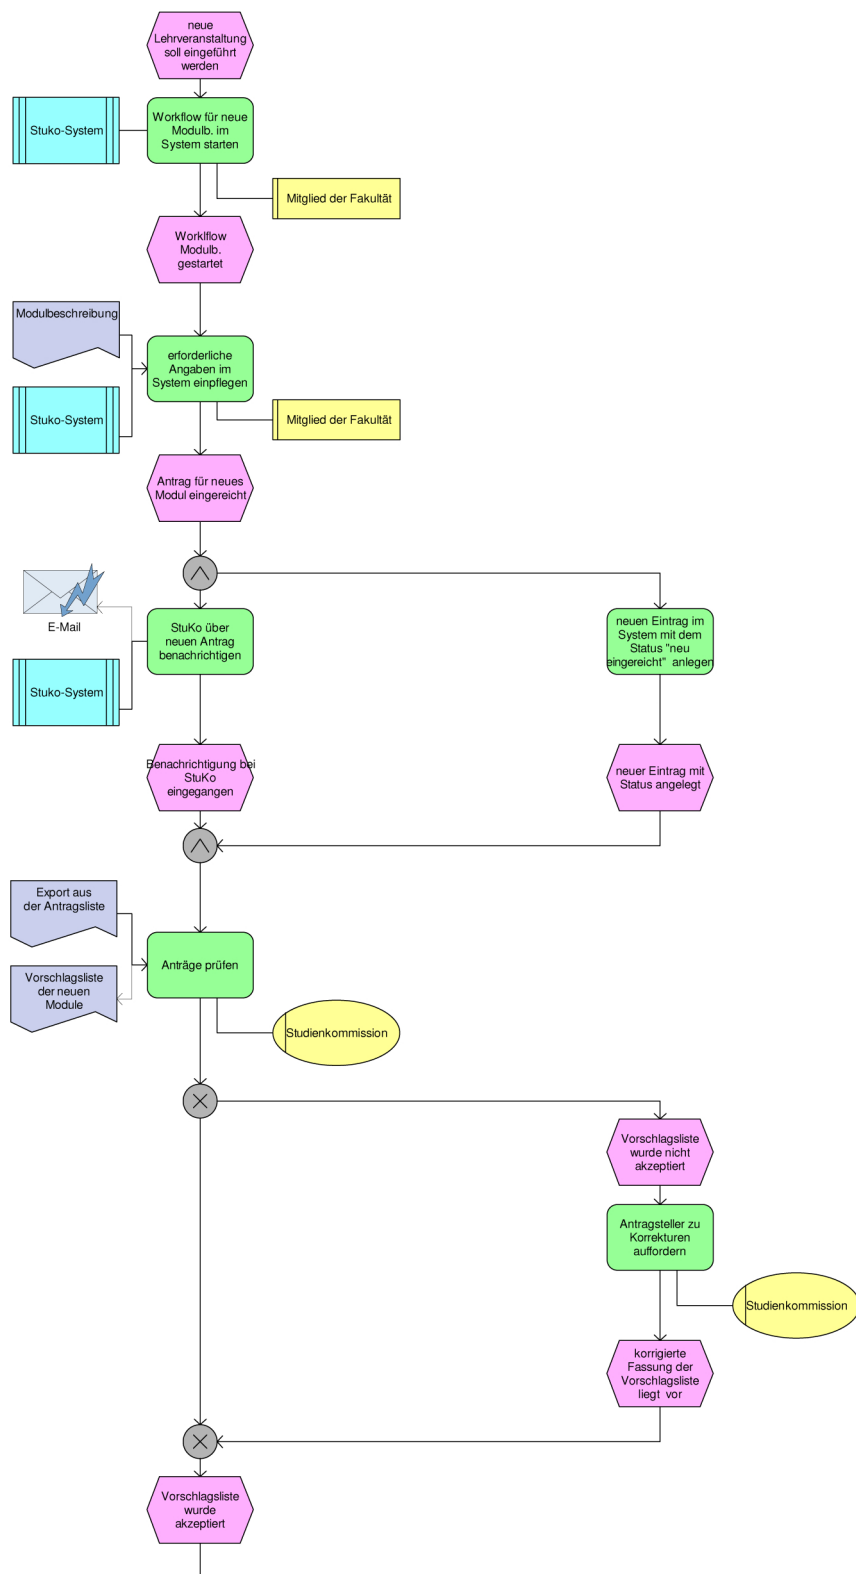 neue
Lehrveranstaltung
soll eingeführt
werden
Stuko-System
Workflow für neue
Modulb. im
System starten
Mitglied der Fakultät
Worklflow
Modulb.
gestartet
Modulbeschreibung
erforderliche
Angaben im
System einpflegen
Stuko-System
Mitglied der Fakultät
Antrag für neues
Modul eingereicht
E-Mail
StuKo über
neuen Antrag
benachrichtigen
neuen Eintrag im
System mit dem
Status "neu
eingereicht" anlegen
Stuko-System
Benachrichtigung bei
StuKo
eingegangen
neuer Eintrag mit
Status angelegt
Export aus
der Antragsliste
Anträge prüfen
Vorschlagsliste
der neuen
Module
Studienkommission
Vorschlagsliste
wurde nicht
akzeptiert
Antragsteller zu
Korrekturen
auffordern
Studienkommission
korrigierte
Fassung der
Vorschlagsliste
liegt vor
Vorschlagsliste
wurde
akzeptiert